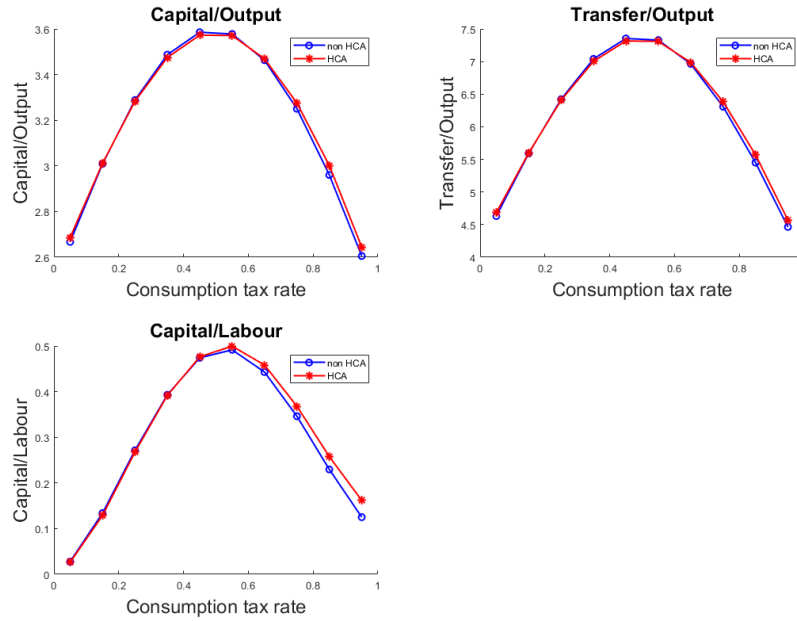 Capital/Output
Capital/Output
3.6
3.4
3.2
3
2.8
2.6
0
0.2
0.4
0.6
0.8
1
Consumption tax rate
non HCA
HCA
Transfer/Output
Transfer/Output
7.5
7
6.5
6
5.5
5
4.5
4
0
0.2
0.4
0.6
0.8
Consumption tax rate
non HCA
HCA
Capital/Labour
Capital/Labour
0.5
0.4
0.3
0.2
0.1
0
0
0.2
0.4
0.6
0.8
1
Consumption tax rate
non HCA
HCA